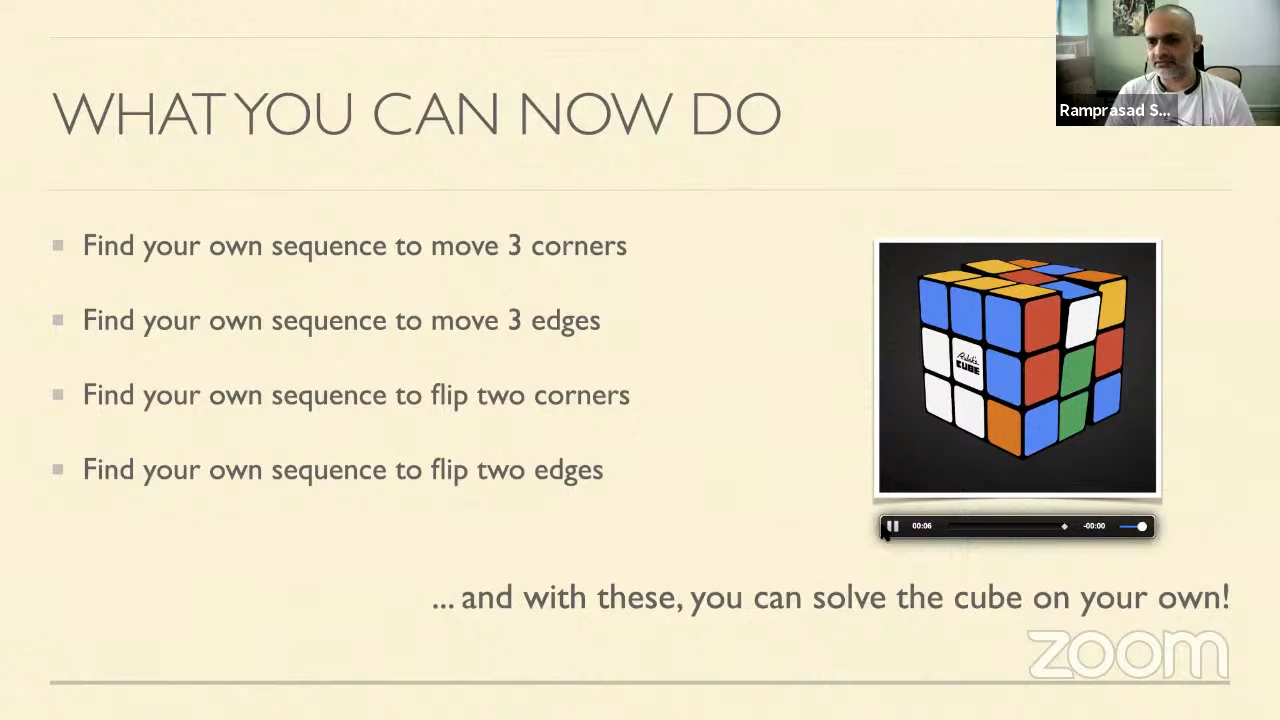 WHAT YOU CAN NOW DO
Ramprasad S...
Find your own sequence to move 3 corners
Find your own sequence to move 3 edges
Find your own sequence to flip two corners
Find your own sequence to flip two edges
Rubik's
CUBE
00:06
-00:00
... and with these, you can solve the cube on your own!
zoom